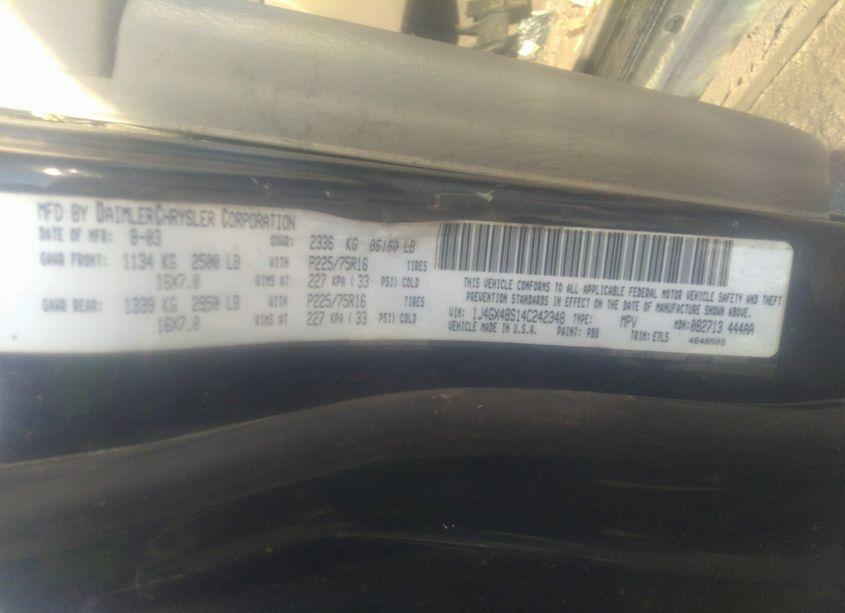 MFD BY DAIMLERCHRYSLER CORPORATION
DATE OF MFR: 8-03 GVWR: 2336 KG 05160 LB
GAWR FRONT: 1134 KG 2500 LB WITH P225/75R16 TIRES
16X7.0 RIMS AT 227 KPA (33 PSI) COLD
GAWR REAR: 1339 KG 2950 LB WITH P225/75R16 TIRES
16X7.0 RIMS AT 227 KPA (33 PSI) COLD
THIS VEHICLE CONFORMS TO ALL APPLICABLE FEDERAL MOTOR VEHICLE SAFETY AND THEFT
PREVENTION STANDARDS IN EFFECT ON THE DATE OF MANUFACTURE SHOWN ABOVE.
VIN: 1J4GX48S14C242348 TYPE: MPV MDH: 082713 444AA
VEHICLE MADE IN U.S.A. PAINT: PBB TRIM: E7LS 4648509